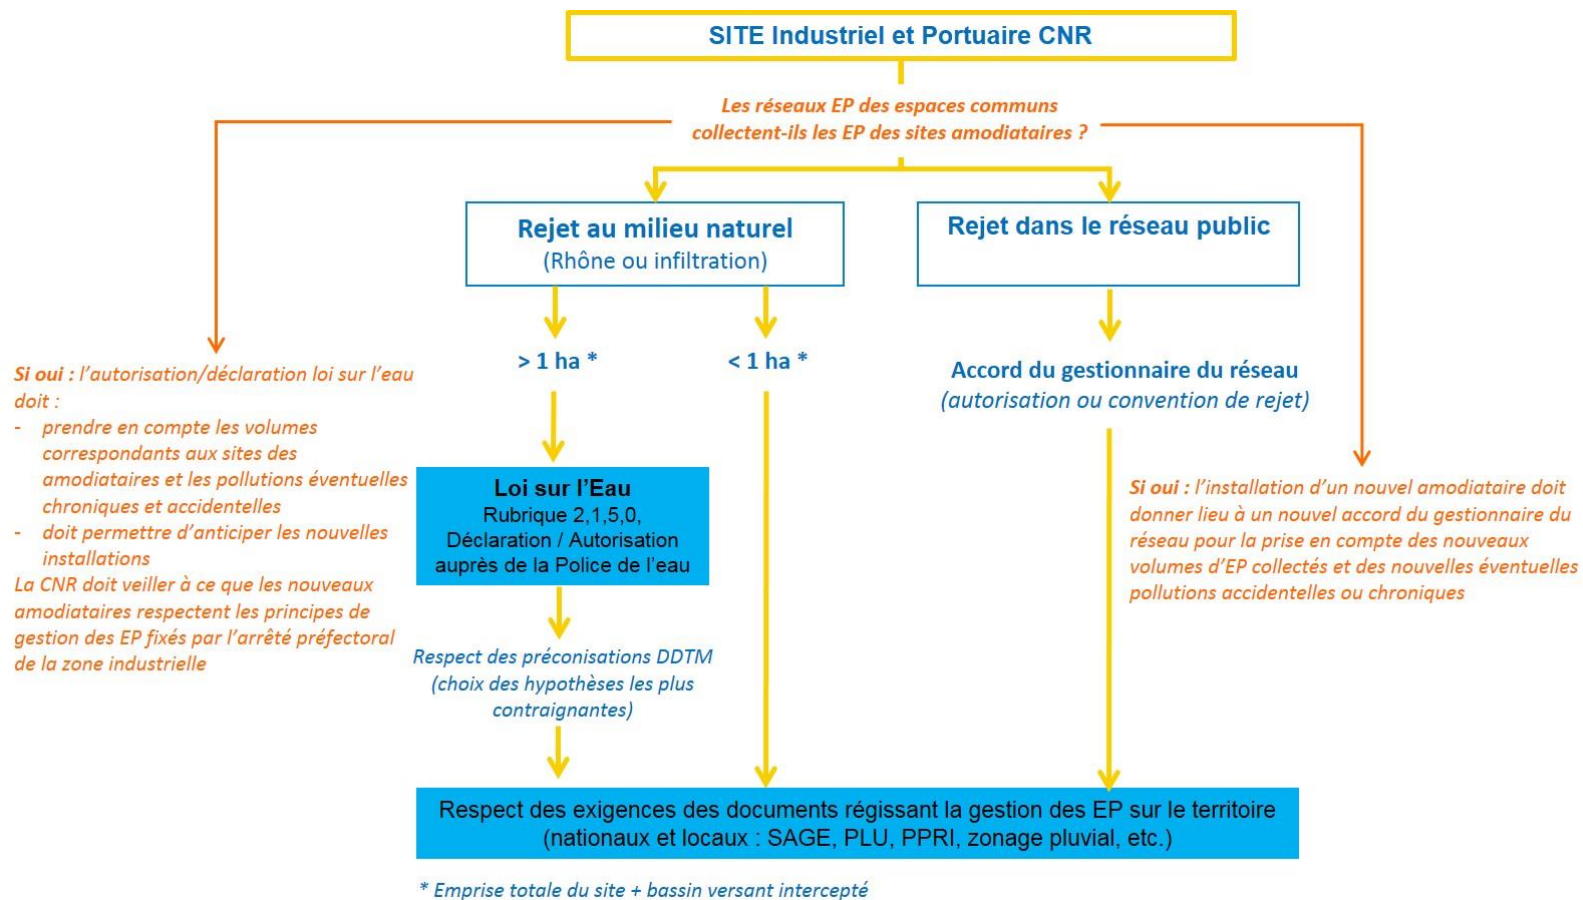 SITE Industriel et Portuaire CNR
Les réseaux EP des espaces communs
collectent-ils les EP des sites amodiataires ?
Rejet au milieu naturel
(Rhône ou infiltration)
Rejet dans le réseau public
> 1 ha *
< 1 ha *
Accord du gestionnaire du réseau
(autorisation ou convention de rejet)
Si oui : l’autorisation/déclaration loi sur l’eau
doit :
- prendre en compte les volumes
correspondants aux sites des
amodiataires et les pollutions éventuelles
chroniques et accidentelles
- doit permettre d’anticiper les nouvelles
installations
La CNR doit veiller à ce que les nouveaux
amodiataires respectent les principes de
gestion des EP fixés par l’arrêté préfectoral
de la zone industrielle
Loi sur l’Eau
Rubrique 2,1,5,0,
Déclaration / Autorisation
auprès de la Police de l’eau
Si oui : l’installation d’un nouvel amodiataire doit
donner lieu à un nouvel accord du gestionnaire du
réseau pour la prise en compte des nouveaux
volumes d’EP collectés et des nouvelles éventuelles
pollutions accidentelles ou chroniques
Respect des préconisations DDTM
(choix des hypothèses les plus
contraignantes)
Respect des exigences des documents régissant la gestion des EP sur le territoire
(nationaux et locaux : SAGE, PLU, PPRI, zonage pluvial, etc.)
* Emprise totale du site + bassin versant intercepté